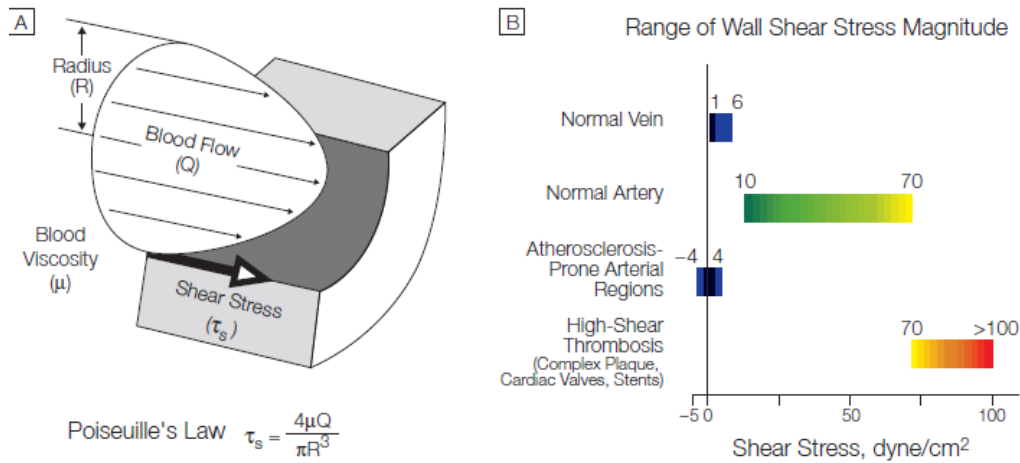 A
Radius
(R)
Blood Flow
(Q)
Blood
Viscosity
(μ)
Shear Stress
(τs)
Poiseuille's Law τs = 4μQ / πR³
B
Range of Wall Shear Stress Magnitude
Normal Vein
1 6
Normal Artery
10 70
Atherosclerosis-
Prone Arterial
Regions
−4 4
High-Shear
Thrombosis
(Complex Plaque,
Cardiac Valves, Stents)
70 >100
−5 0 50 100
Shear Stress, dyne/cm²